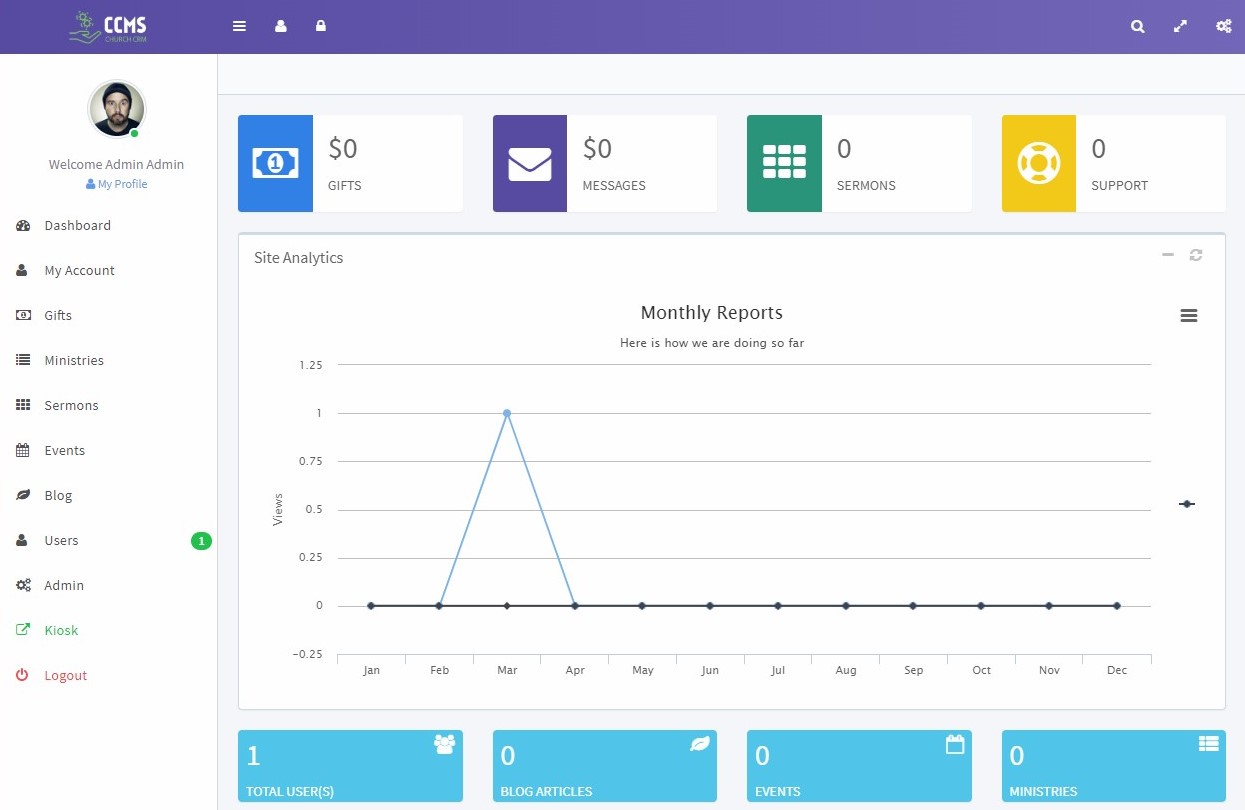 CCMS
CHURCH CRM
Welcome Admin Admin
My Profile
Dashboard
My Account
Gifts
Ministries
Sermons
Events
Blog
Users
1
Admin
Kiosk
Logout
$0
GIFTS
$0
MESSAGES
0
SERMONS
0
SUPPORT
Site Analytics
Monthly Reports
Here is how we are doing so far
Views
1.25
1
0.75
0.5
0.25
0
−0.25
Jan Feb Mar Apr May Jun Jul Aug Sep Oct Nov Dec
1
TOTAL USER(S)
0
BLOG ARTICLES
0
EVENTS
0
MINISTRIES